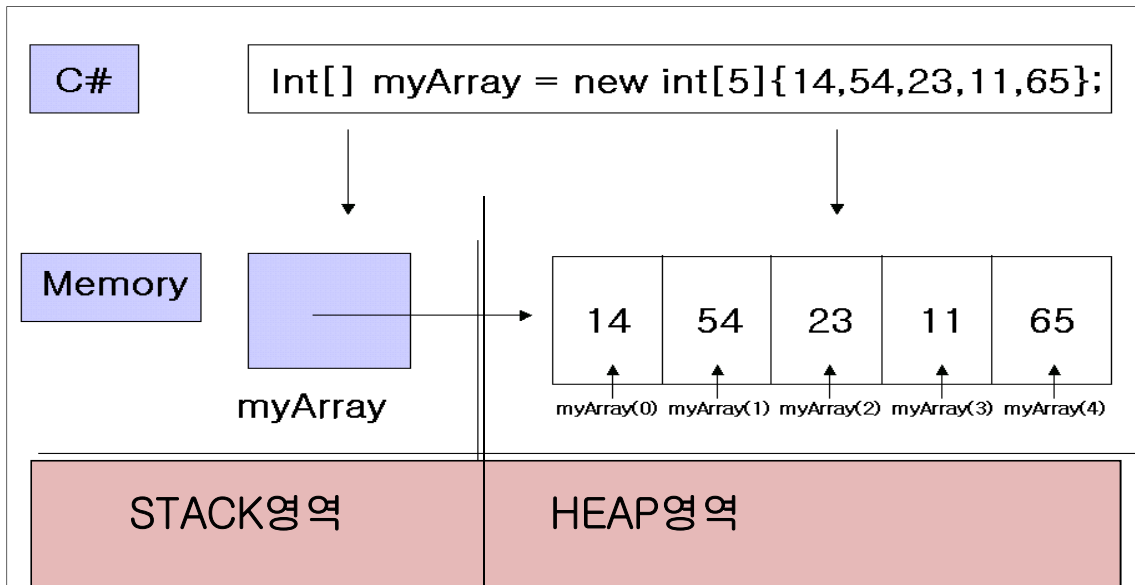 C#
Int[] myArray = new int[5]{14,54,23,11,65};
Memory
14 54 23 11 65
myArray
myArray(0) myArray(1) myArray(2) myArray(3) myArray(4)
STACK영역
HEAP영역